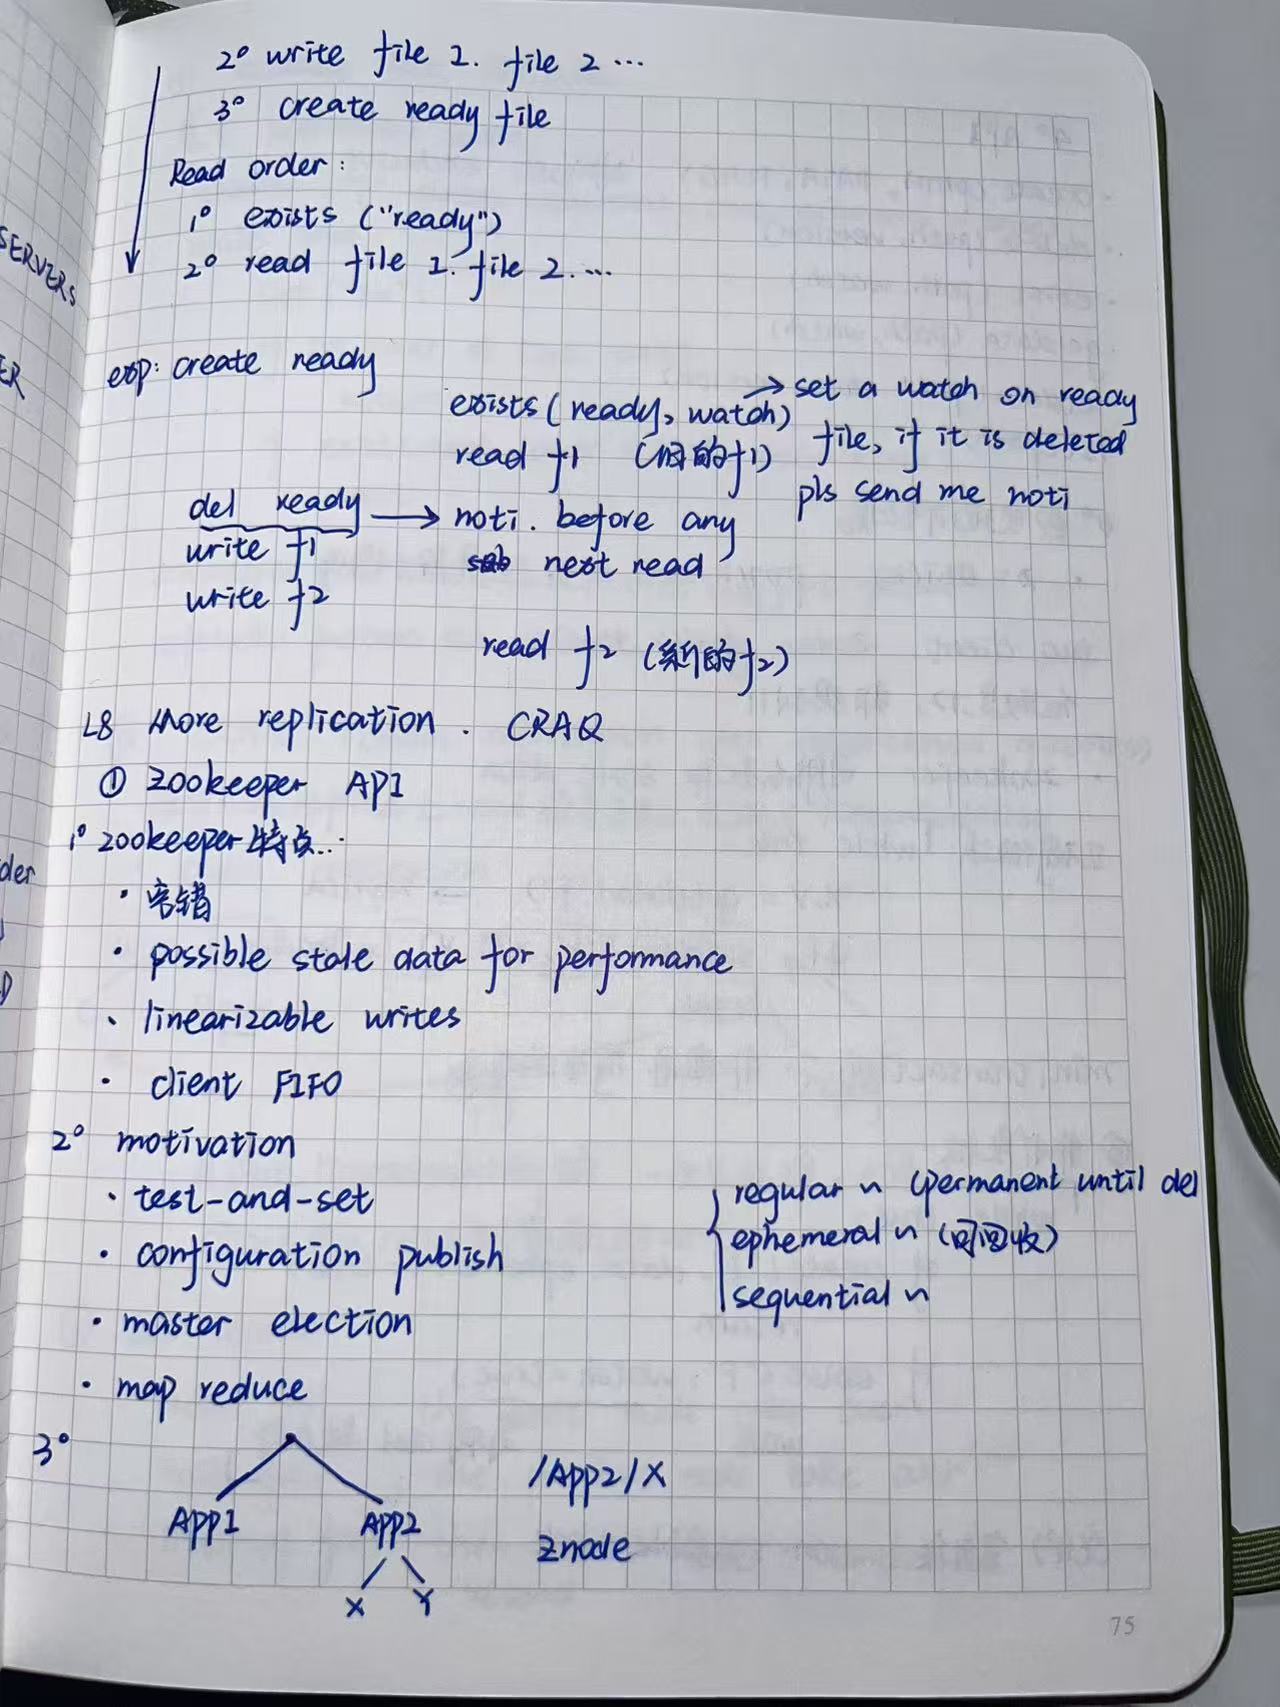 2° write file 1. file 2 ...
3° create ready file
Read order:
1° exists ("ready")
2° read file 1. file 2. ...
SERVERS
ER
exp: create ready
exists (ready, watch) → set a watch on ready
file, if it is deleted
pls send me noti
read f1 (旧的f1)
del ready → noti. before any
next read
write f1
write f2
read f2 (新的f2)
L8 More replication. CRAQ
① zookeeper API
1° zookeeper 特点...
der
· 容错
· possible stale data for performance
· linearizable writes
· client FIFO
2° motivation
· test-and-set
· configuration publish
· master election
· map reduce
regular n (permanent until del
ephemeral n (可回收)
sequential n
3°
APP1 APP2
X Y
/App2/X
znode
75